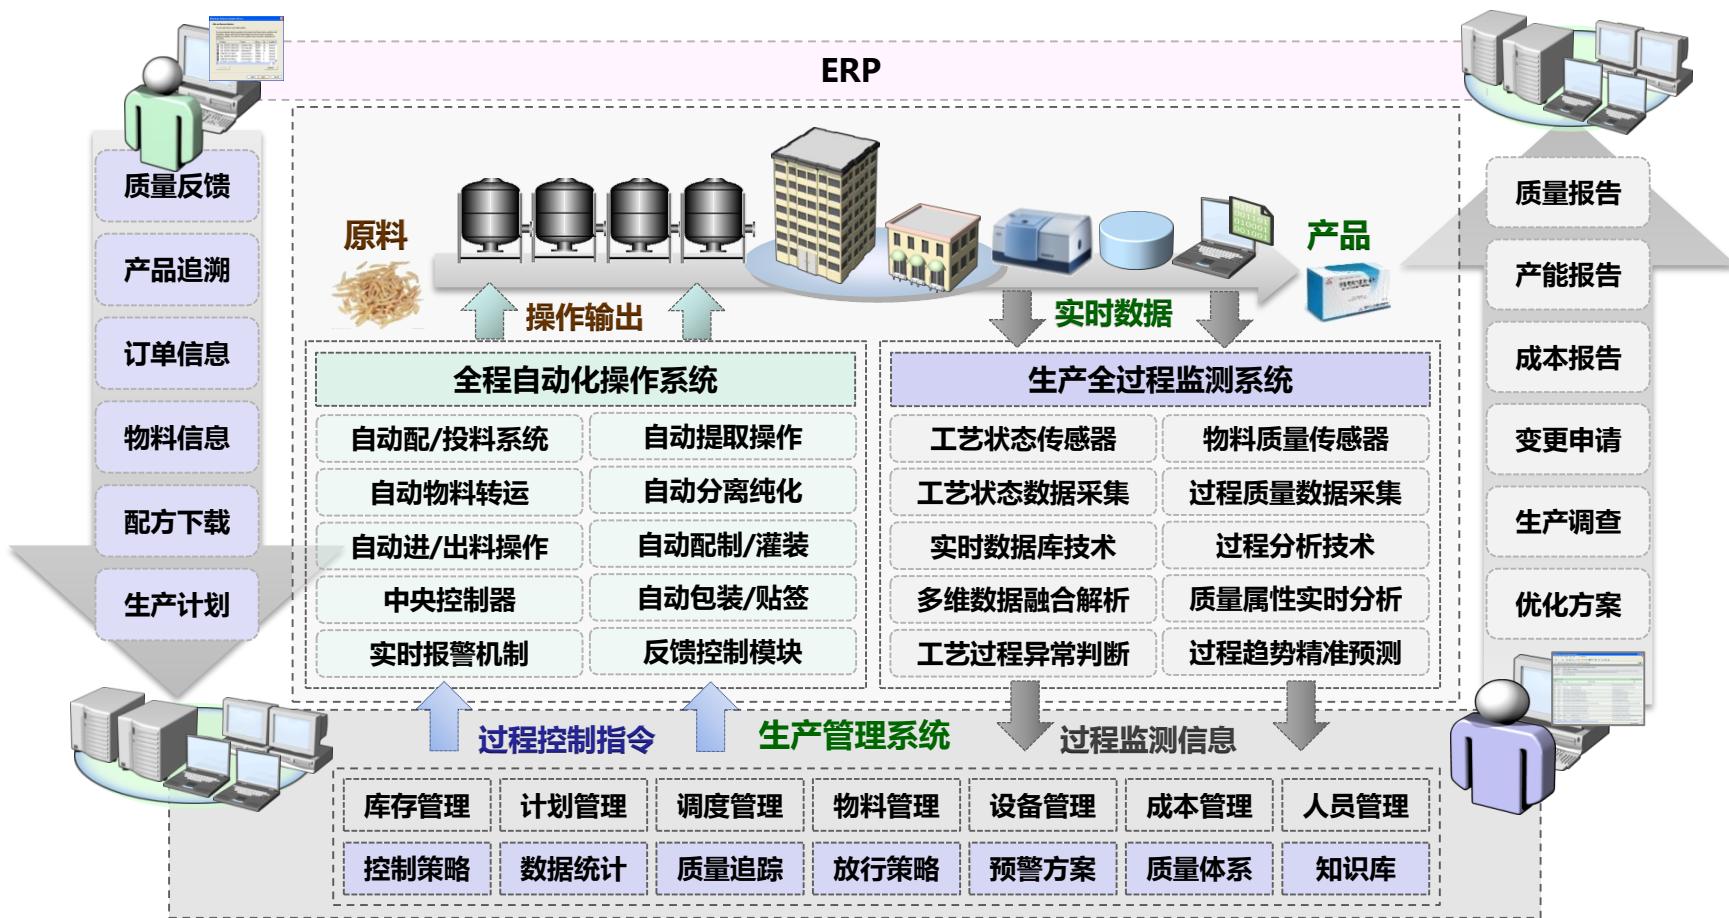 ERP
质量反馈
产品追溯
订单信息
物料信息
配方下载
生产计划
原料
产品
操作输出
实时数据
全程自动化操作系统
自动配/投料系统
自动提取操作
自动物料转运
自动分离纯化
自动进/出料操作
自动配制/灌装
中央控制器
自动包装/贴签
实时报警机制
反馈控制模块
生产全过程监测系统
工艺状态传感器
物料质量传感器
工艺状态数据采集
过程质量数据采集
实时数据库技术
过程分析技术
多维数据融合解析
质量属性实时分析
工艺过程异常判断
过程趋势精准预测
质量报告
产能报告
成本报告
变更申请
生产调查
优化方案
过程控制指令
生产管理系统
过程监测信息
库存管理
计划管理
调度管理
物料管理
设备管理
成本管理
人员管理
控制策略
数据统计
质量追踪
放行策略
预警方案
质量体系
知识库